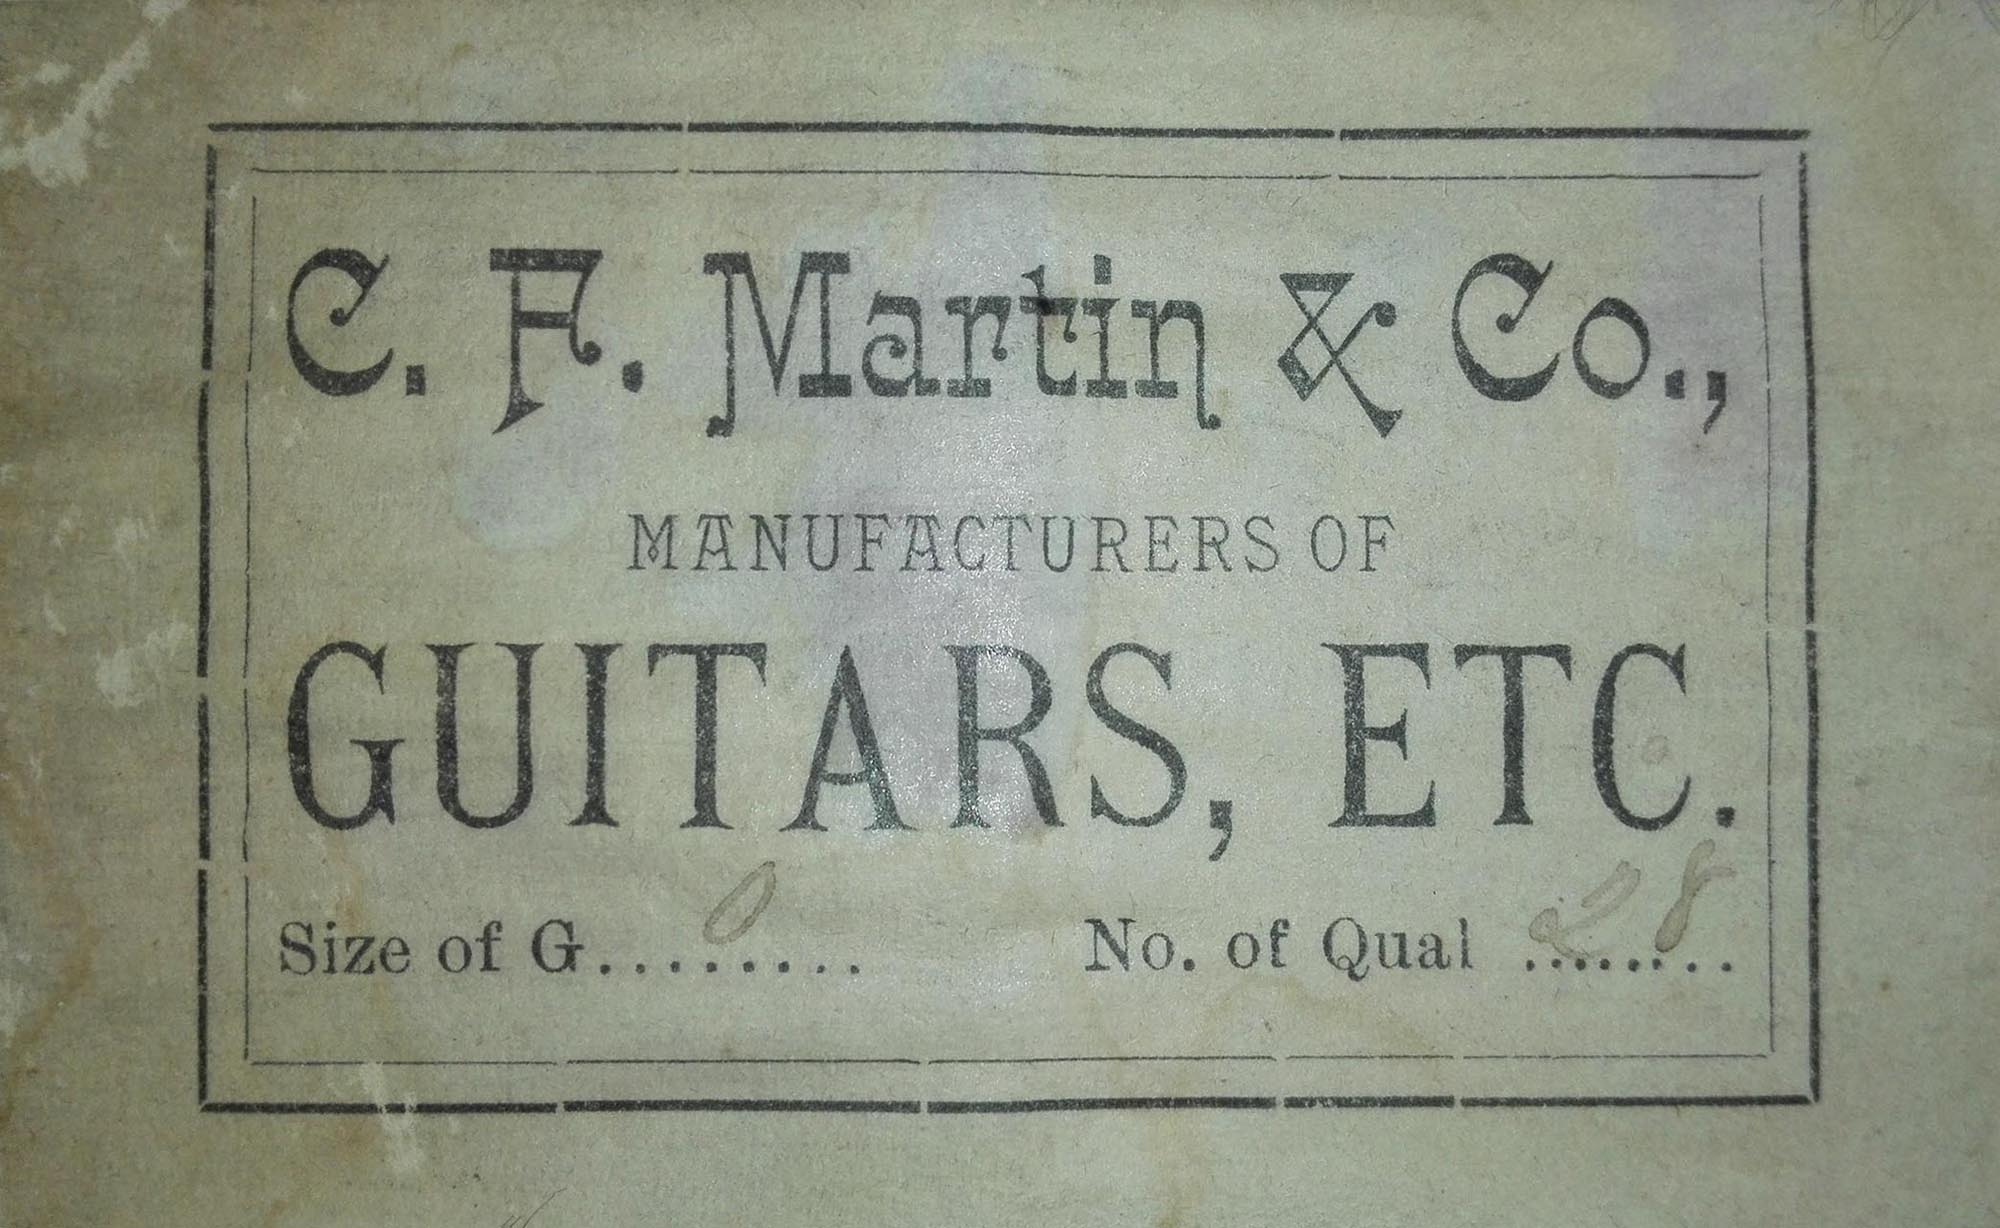 C. F. Martin & Co.,
MANUFACTURERS OF
GUITARS, ETC.
Size of G...0..... No. of Qual ..28....